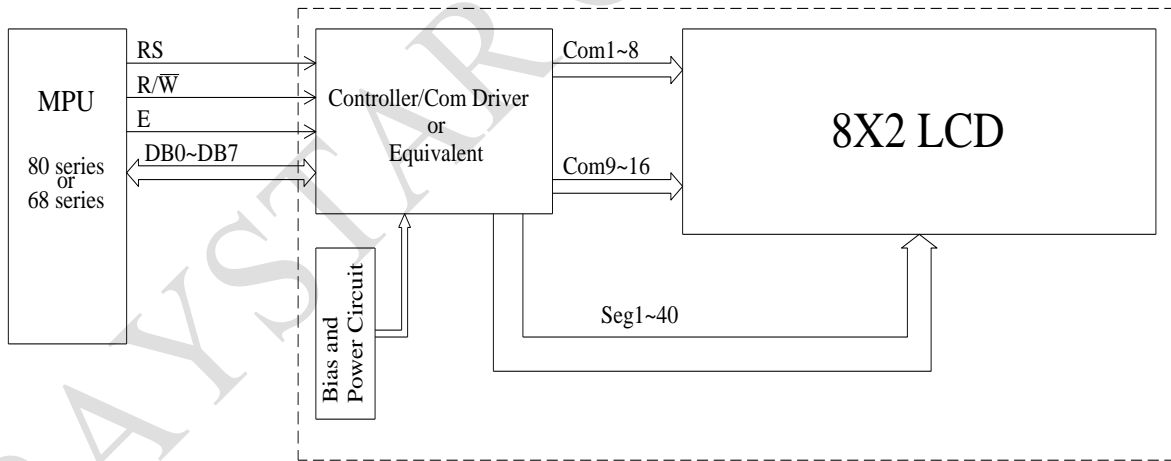 RS
R/W̅
E
DB0~DB7
MPU
80 series
or
68 series
Controller/Com Driver
or
Equivalent
Com1~8
Com9~16
8X2 LCD
Bias and
Power Circuit
Seg1~40
RAYSTAR